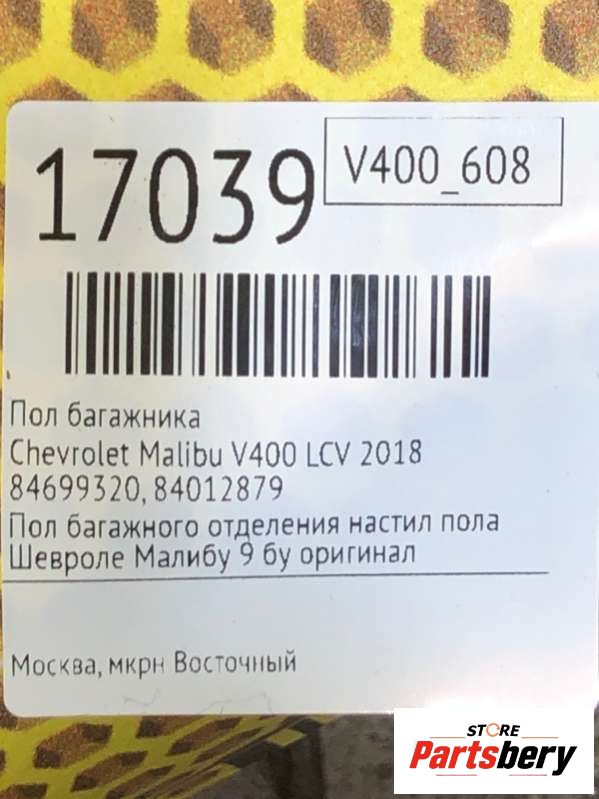 17039
V400_608
Пол багажника
Chevrolet Malibu V400 LCV 2018
84699320, 84012879
Пол багажного отделения настил пола
Шевроле Малибу 9 бу оригинал
Москва, мкрн Восточный
STORE
Partsbery